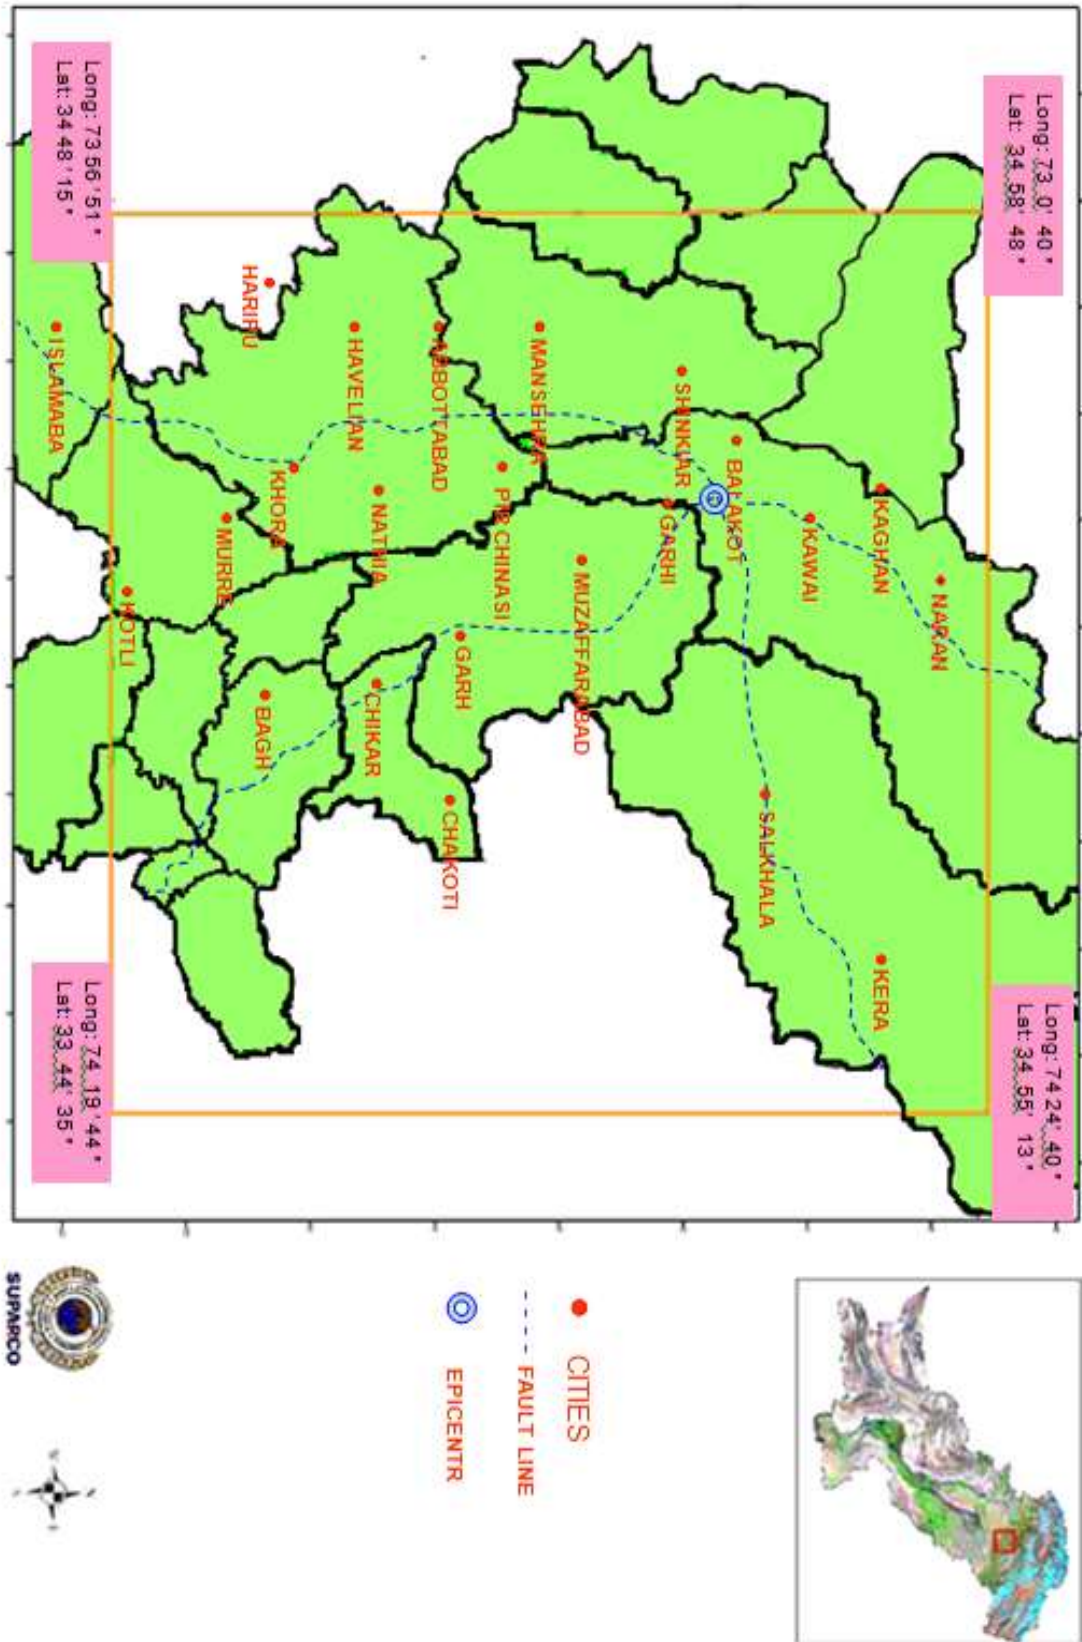 Long: 73 0' 40"
Lat: 34 58' 48"
Long: 74 24' 40"
Lat: 34 55' 13"
NARAN
KAGHAN
KERA
KAWAI
SALKHALA
BALAKOT
SHINKIAR
GARHI
MUZAFFARABAD
MANSEHRA
PIR CHINASI
GARH
CHAKOTI
ABBOTTABAD
NATHIA
CHIKAR
HAVELIAN
KHORA
BAGH
HARIPU
MURRE
KOTLI
ISLAMABA
Long: 73 56 ' 51 "
Lat: 34 48 ' 15 "
Long: 74 19 ' 44 "
Lat: 33 44' 35 "
CITIES
FAULT LINE
EPICENTR
SUPARCO